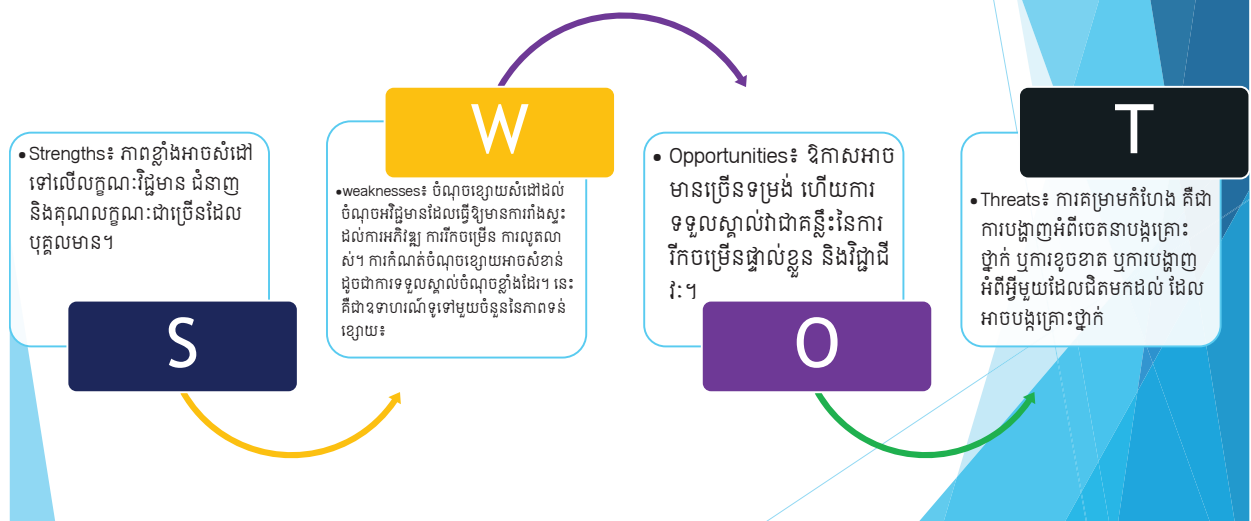 • Strengths៖ ភាពខ្លាំងអាចសំដៅ
ទៅលើលក្ខណៈវិជ្ជមាន ជំនាញ
និងគុណលក្ខណៈជាច្រើនដែល
បុគ្គលមាន។
S
W
•weaknesses៖ ចំណុចខ្សោយសំដៅដល់
ចំណុចអវិជ្ជមានដែលធ្វើឱ្យមានការរាំងស្ទះ
ដល់ការអភិវឌ្ឍ ការរីកចម្រើន ការលូតលា
ស់។ ការកំណត់ចំណុចខ្សោយអាចសំខាន់
ដូចជាការទទួលស្គាល់ចំណុចខ្លាំងដែរ។ នេះ
គឺជាឧទាហរណ៍ទូទៅមួយចំនួននៃភាពទន់
ខ្សោយ៖
• Opportunities៖ ឱកាសអាច
មានច្រើនទម្រង់ ហើយការ
ទទួលស្គាល់វាជាគន្លឹះនៃការ
រីកចម្រើនផ្ទាល់ខ្លួន និងវិជ្ជាជី
វៈ។
O
T
• Threats៖ ការគម្រាមកំហែង គឺជា
ការបង្ហាញអំពីចេតនាបង្កគ្រោះ
ថ្នាក់ ឬការខូចខាត ឬការបង្ហាញ
អំពីអ្វីមួយដែលជិតមកដល់ ដែល
អាចបង្កគ្រោះថ្នាក់